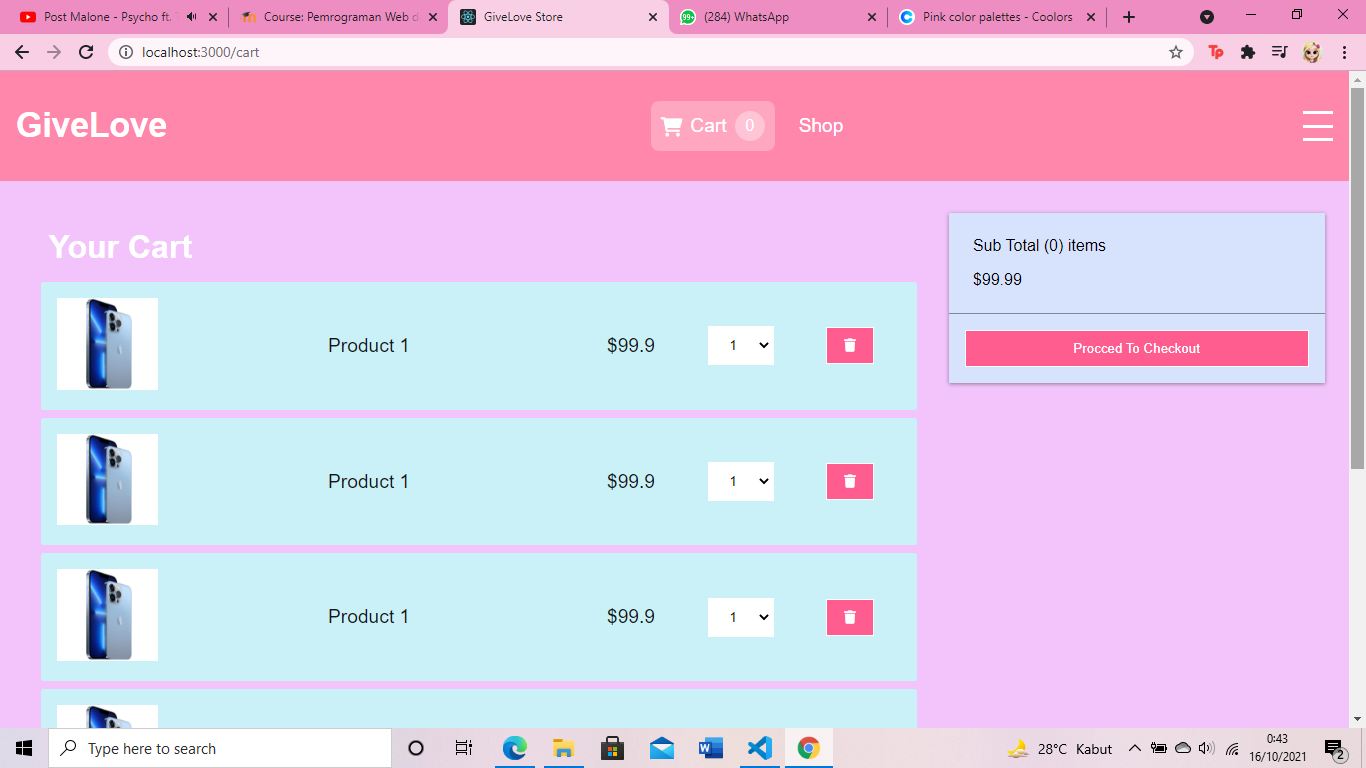 Post Malone - Psycho ft.
Course: Pemrograman Web d
GiveLove Store
99+
(284) WhatsApp
Pink color palettes - Coolors
localhost:3000/cart
Tp
GiveLove
Cart 0
Shop
Your Cart
Sub Total (0) items
$99.99
Procced To Checkout
Product 1 $99.9 1
Product 1 $99.9 1
Product 1 $99.9 1
Type here to search
28°C Kabut
0:43
16/10/2021
2